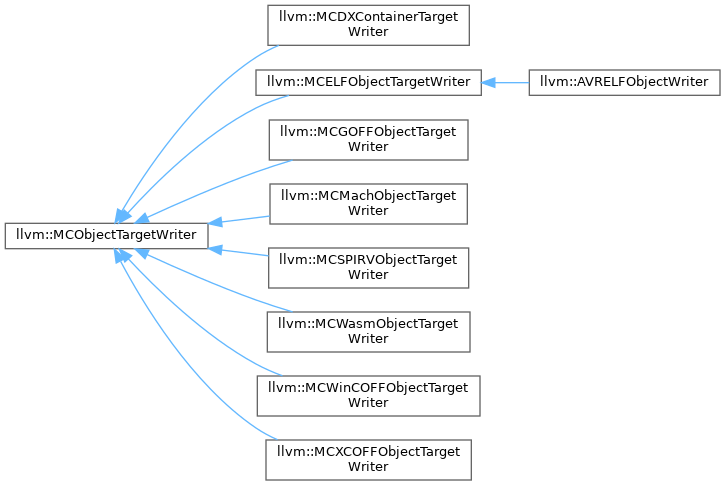 llvm::MCDXContainerTarget
Writer
llvm::MCELFObjectTargetWriter
llvm::AVRELFObjectWriter
llvm::MCGOFFObjectTarget
Writer
llvm::MCMachObjectTarget
Writer
llvm::MCObjectTargetWriter
llvm::MCSPIRVObjectTarget
Writer
llvm::MCWasmObjectTarget
Writer
llvm::MCWinCOFFObjectTarget
Writer
llvm::MCXCOFFObjectTarget
Writer